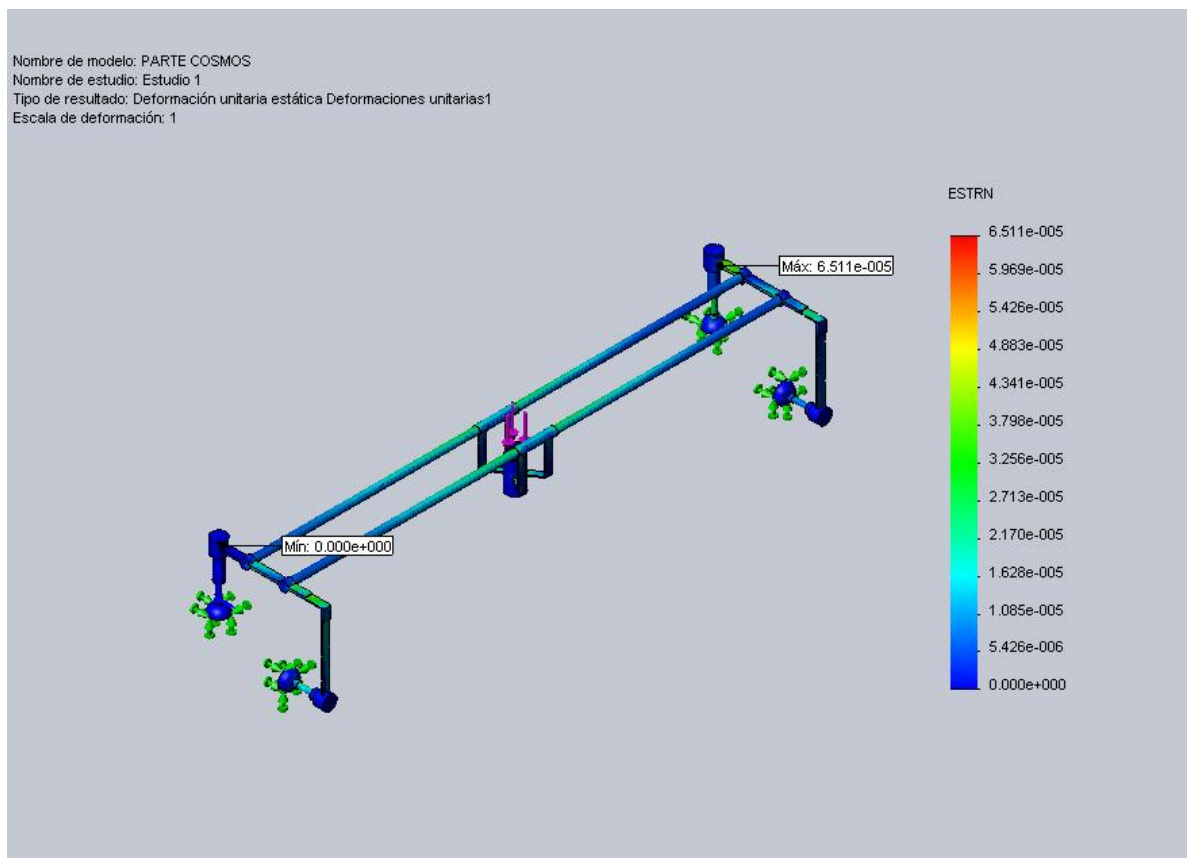 Nombre de modelo: PARTE COSMOS
Nombre de estudio: Estudio 1
Tipo de resultado: Deformación unitaria estática Deformaciones unitarias1
Escala de deformación: 1
ESTRN
6.511e-005
Máx: 6.511e-005
5.969e-005
5.426e-005
4.883e-005
4.341e-005
3.798e-005
3.256e-005
2.713e-005
2.170e-005
Mín: 0.000e+000
1.628e-005
1.085e-005
5.426e-006
0.000e+000